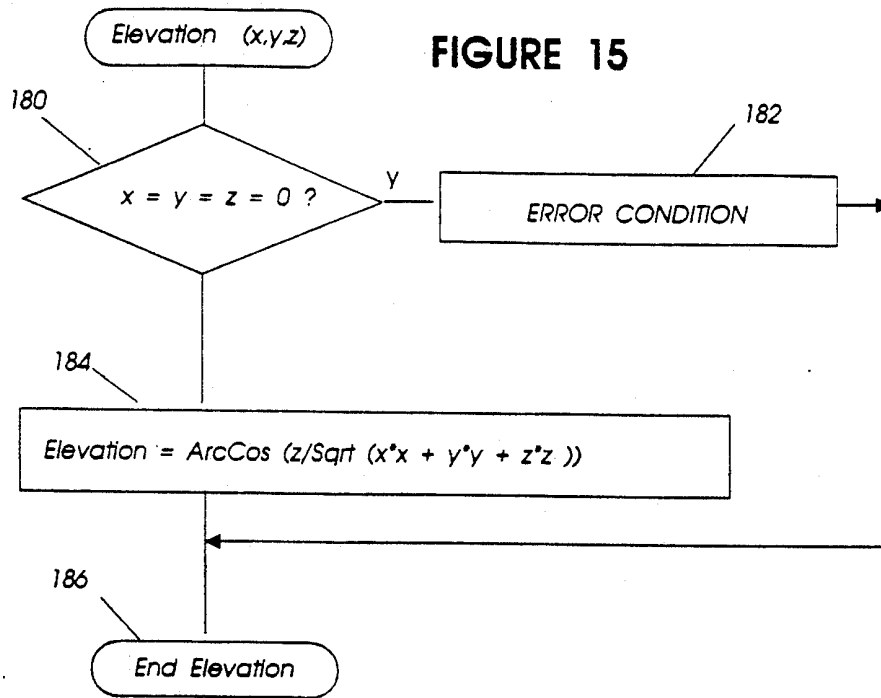 Elevation (x,y,z)
FIGURE 15
180
182
x = y = z = 0 ?
y
ERROR CONDITION
184
Elevation = ArcCos (z/Sqrt (x*x + y*y + z*z ))
186
End Elevation